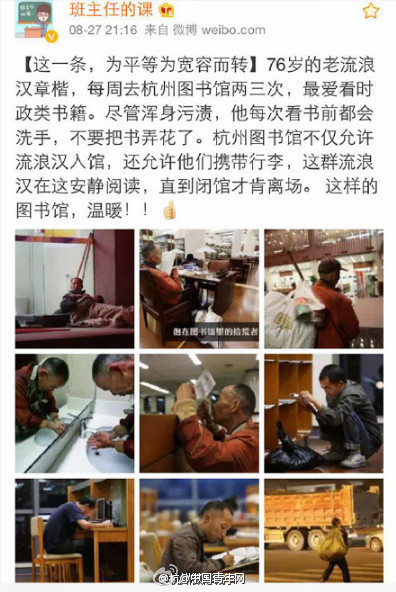 班主任的课
08-27 21:16 来自 微博 weibo.com
【这一条，为平等为宽容而转】76岁的老流浪
汉章楷，每周去杭州图书馆两三次，最爱看时
政类书籍。尽管浑身污渍，他每次看书前都会
洗手，不要把书弄花了。杭州图书馆不仅允许
流浪汉入馆，还允许他们携带行李，这群流浪
汉在这安静阅读，直到闭馆才肯离场。 这样的
图书馆，温暖！！
泡在图书馆里的拾荒者